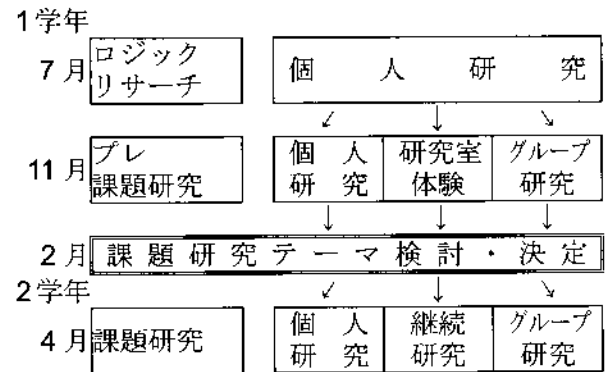 1学年
7月 ロジック リサーチ 個人研究
↙ ↓ ↘
11月 プレ 課題研究 個人研究 研究室体験 グループ研究
↓ ↓ ↓
2月 課題研究テーマ検討・決定
2学年
↙ ↓ ↘
4月 課題研究 個人研究 継続研究 グループ研究